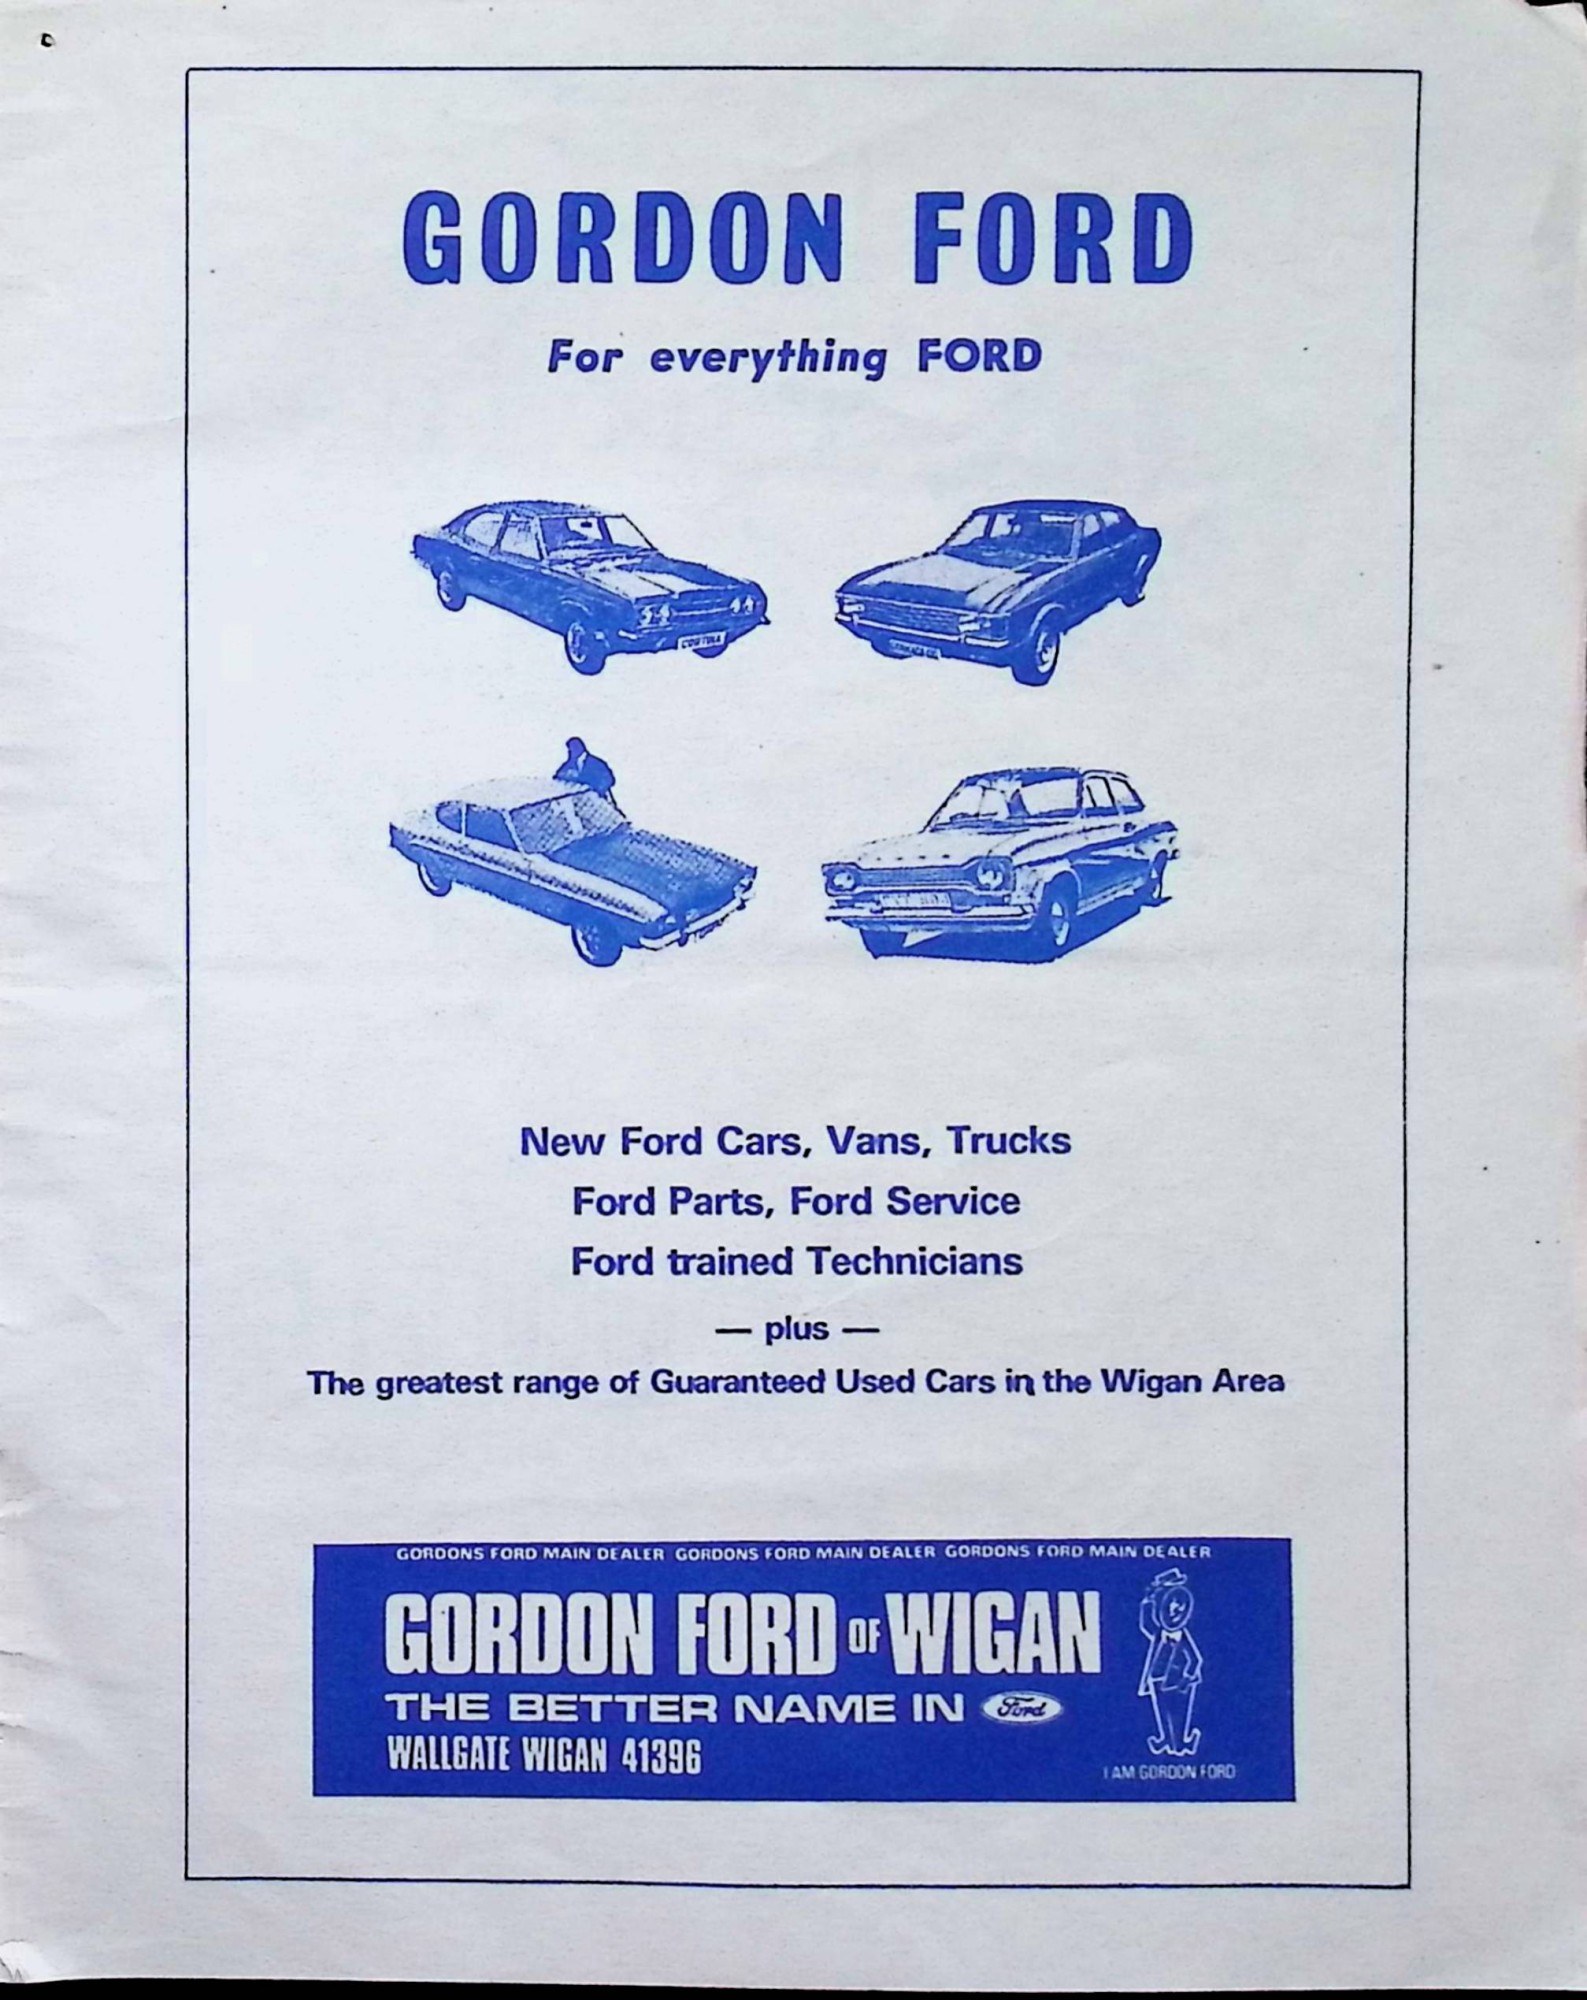 GORDON FORD
For everything FORD
CORTINA
New Ford Cars, Vans, Trucks
Ford Parts, Ford Service
Ford trained Technicians
— plus —
The greatest range of Guaranteed Used Cars in the Wigan Area
GORDONS FORD MAIN DEALER GORDONS FORD MAIN DEALER GORDONS FORD MAIN DEALER
GORDON FORD OF WIGAN
THE BETTER NAME IN Ford
WALLGATE WIGAN 41396
I AM GORDON FORD